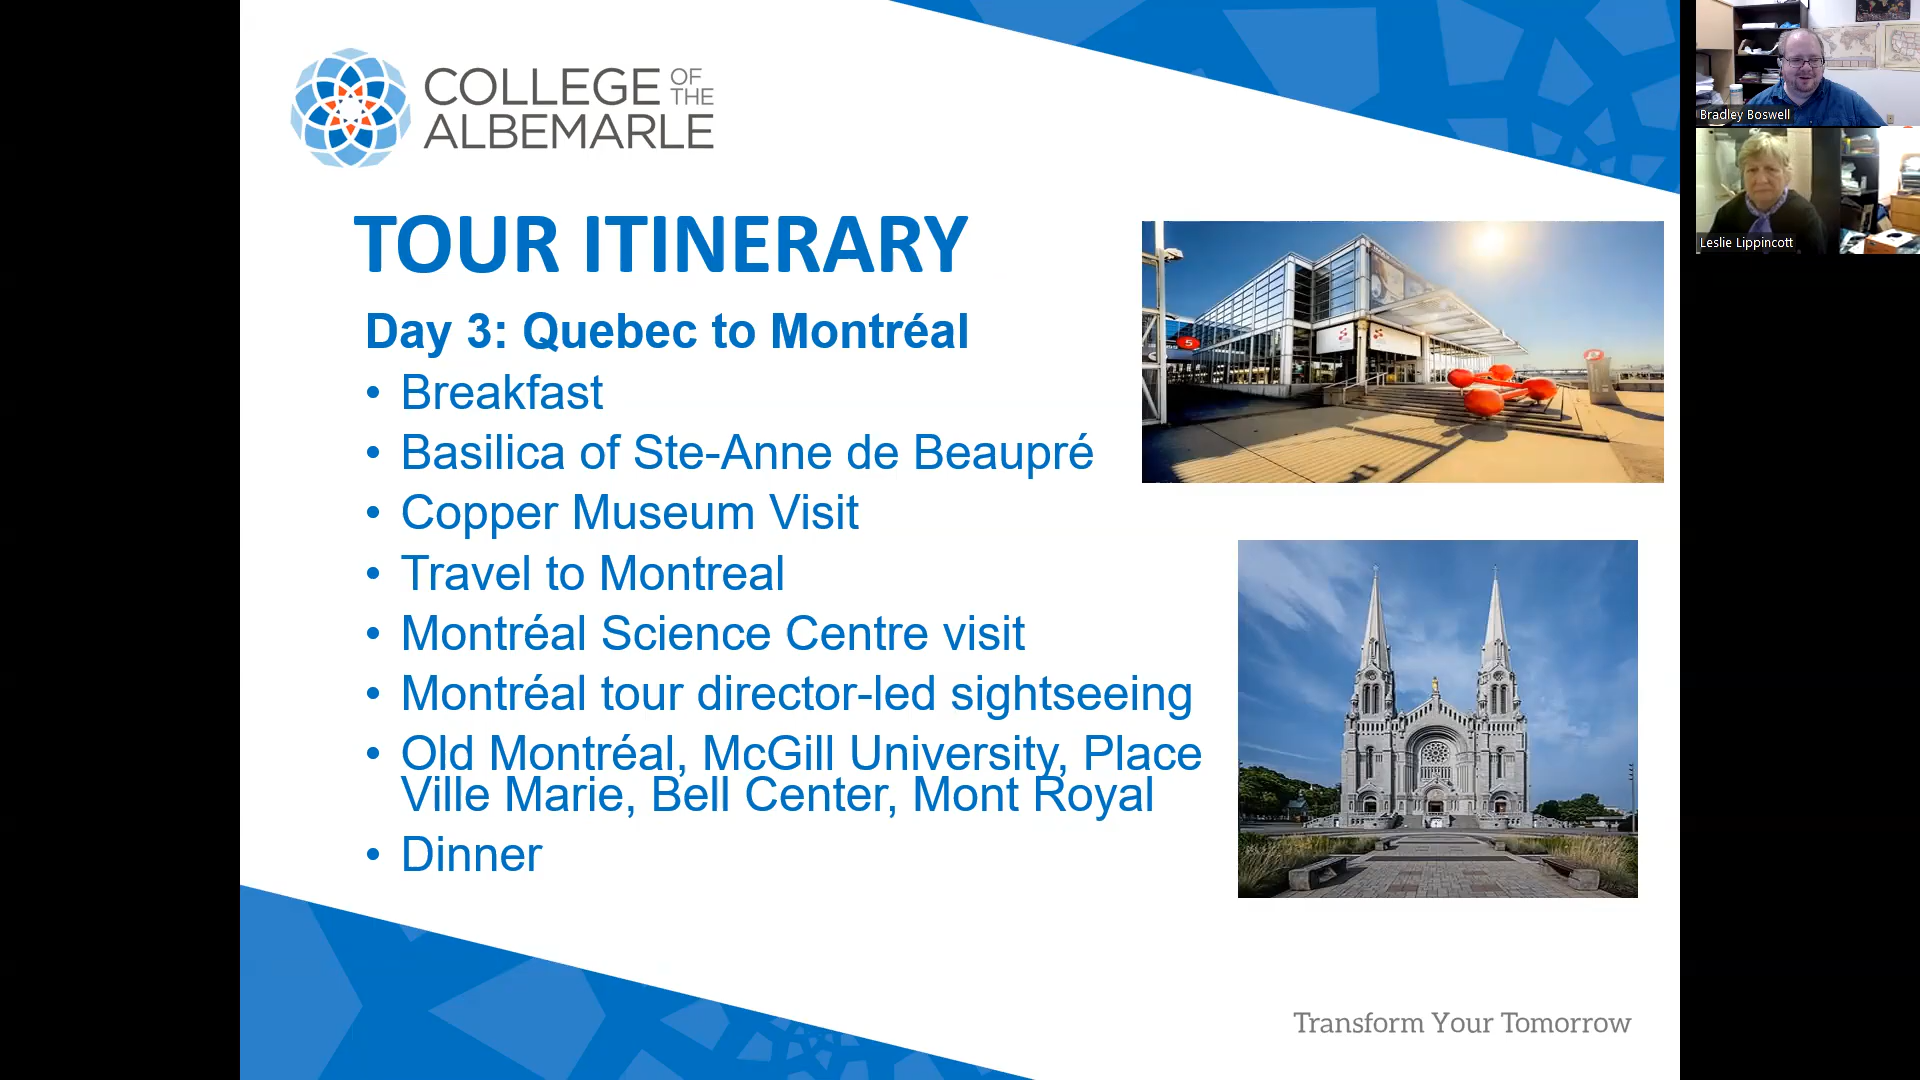 COLLEGE OF THE
ALBEMARLE
TOUR ITINERARY
Day 3: Quebec to Montréal
• Breakfast
• Basilica of Ste-Anne de Beaupré
• Copper Museum Visit
• Travel to Montreal
• Montréal Science Centre visit
• Montréal tour director-led sightseeing
• Old Montréal, McGill University, Place
Ville Marie, Bell Center, Mont Royal
• Dinner
5
Transform Your Tomorrow
Bradley Boswell
Leslie Lippincott